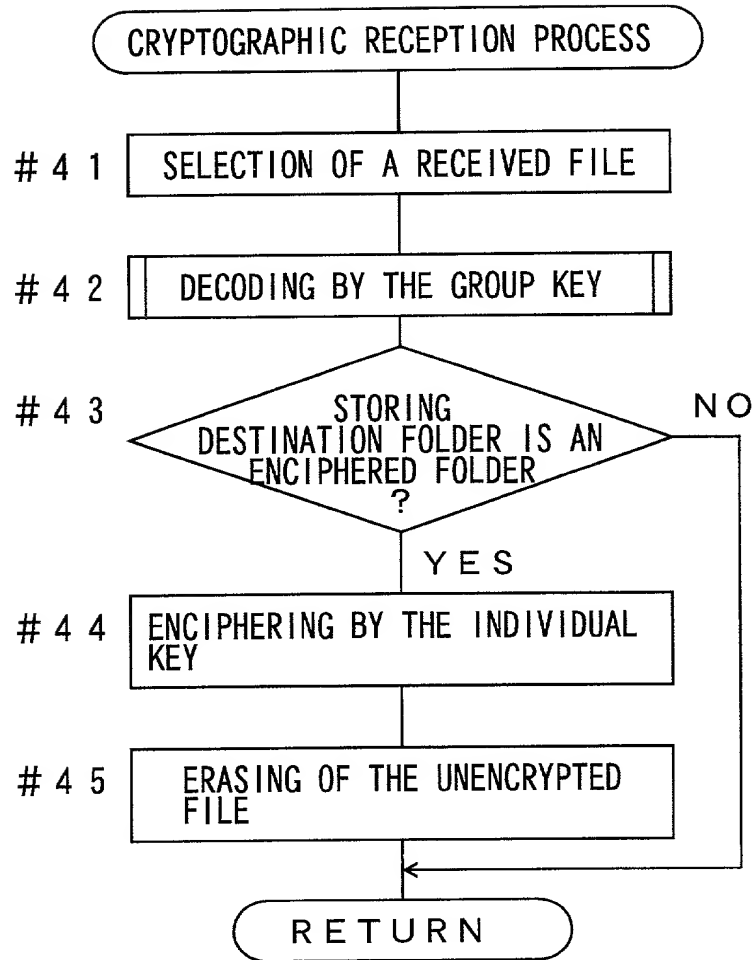 CRYPTOGRAPHIC RECEPTION PROCESS
#41 SELECTION OF A RECEIVED FILE
#42 DECODING BY THE GROUP KEY
#43 STORING
DESTINATION FOLDER IS AN
ENCIPHERED FOLDER
?
NO
YES
#44 ENCIPHERING BY THE INDIVIDUAL
KEY
#45 ERASING OF THE UNENCRYPTED
FILE
RETURN